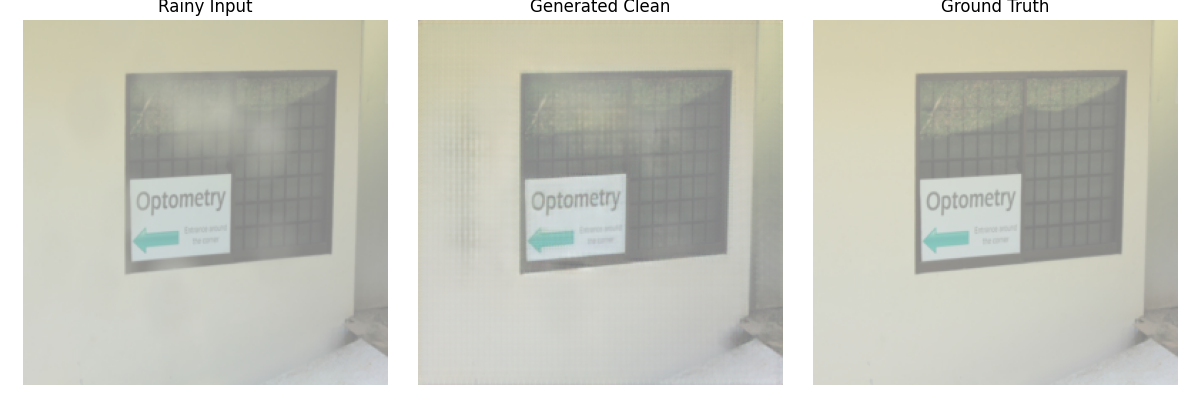 Rainy Input
Generated Clean
Ground Truth
Optometry
Entrance around
the corner
Optometry
Entrance around
the corner
Optometry
Entrance around
the corner